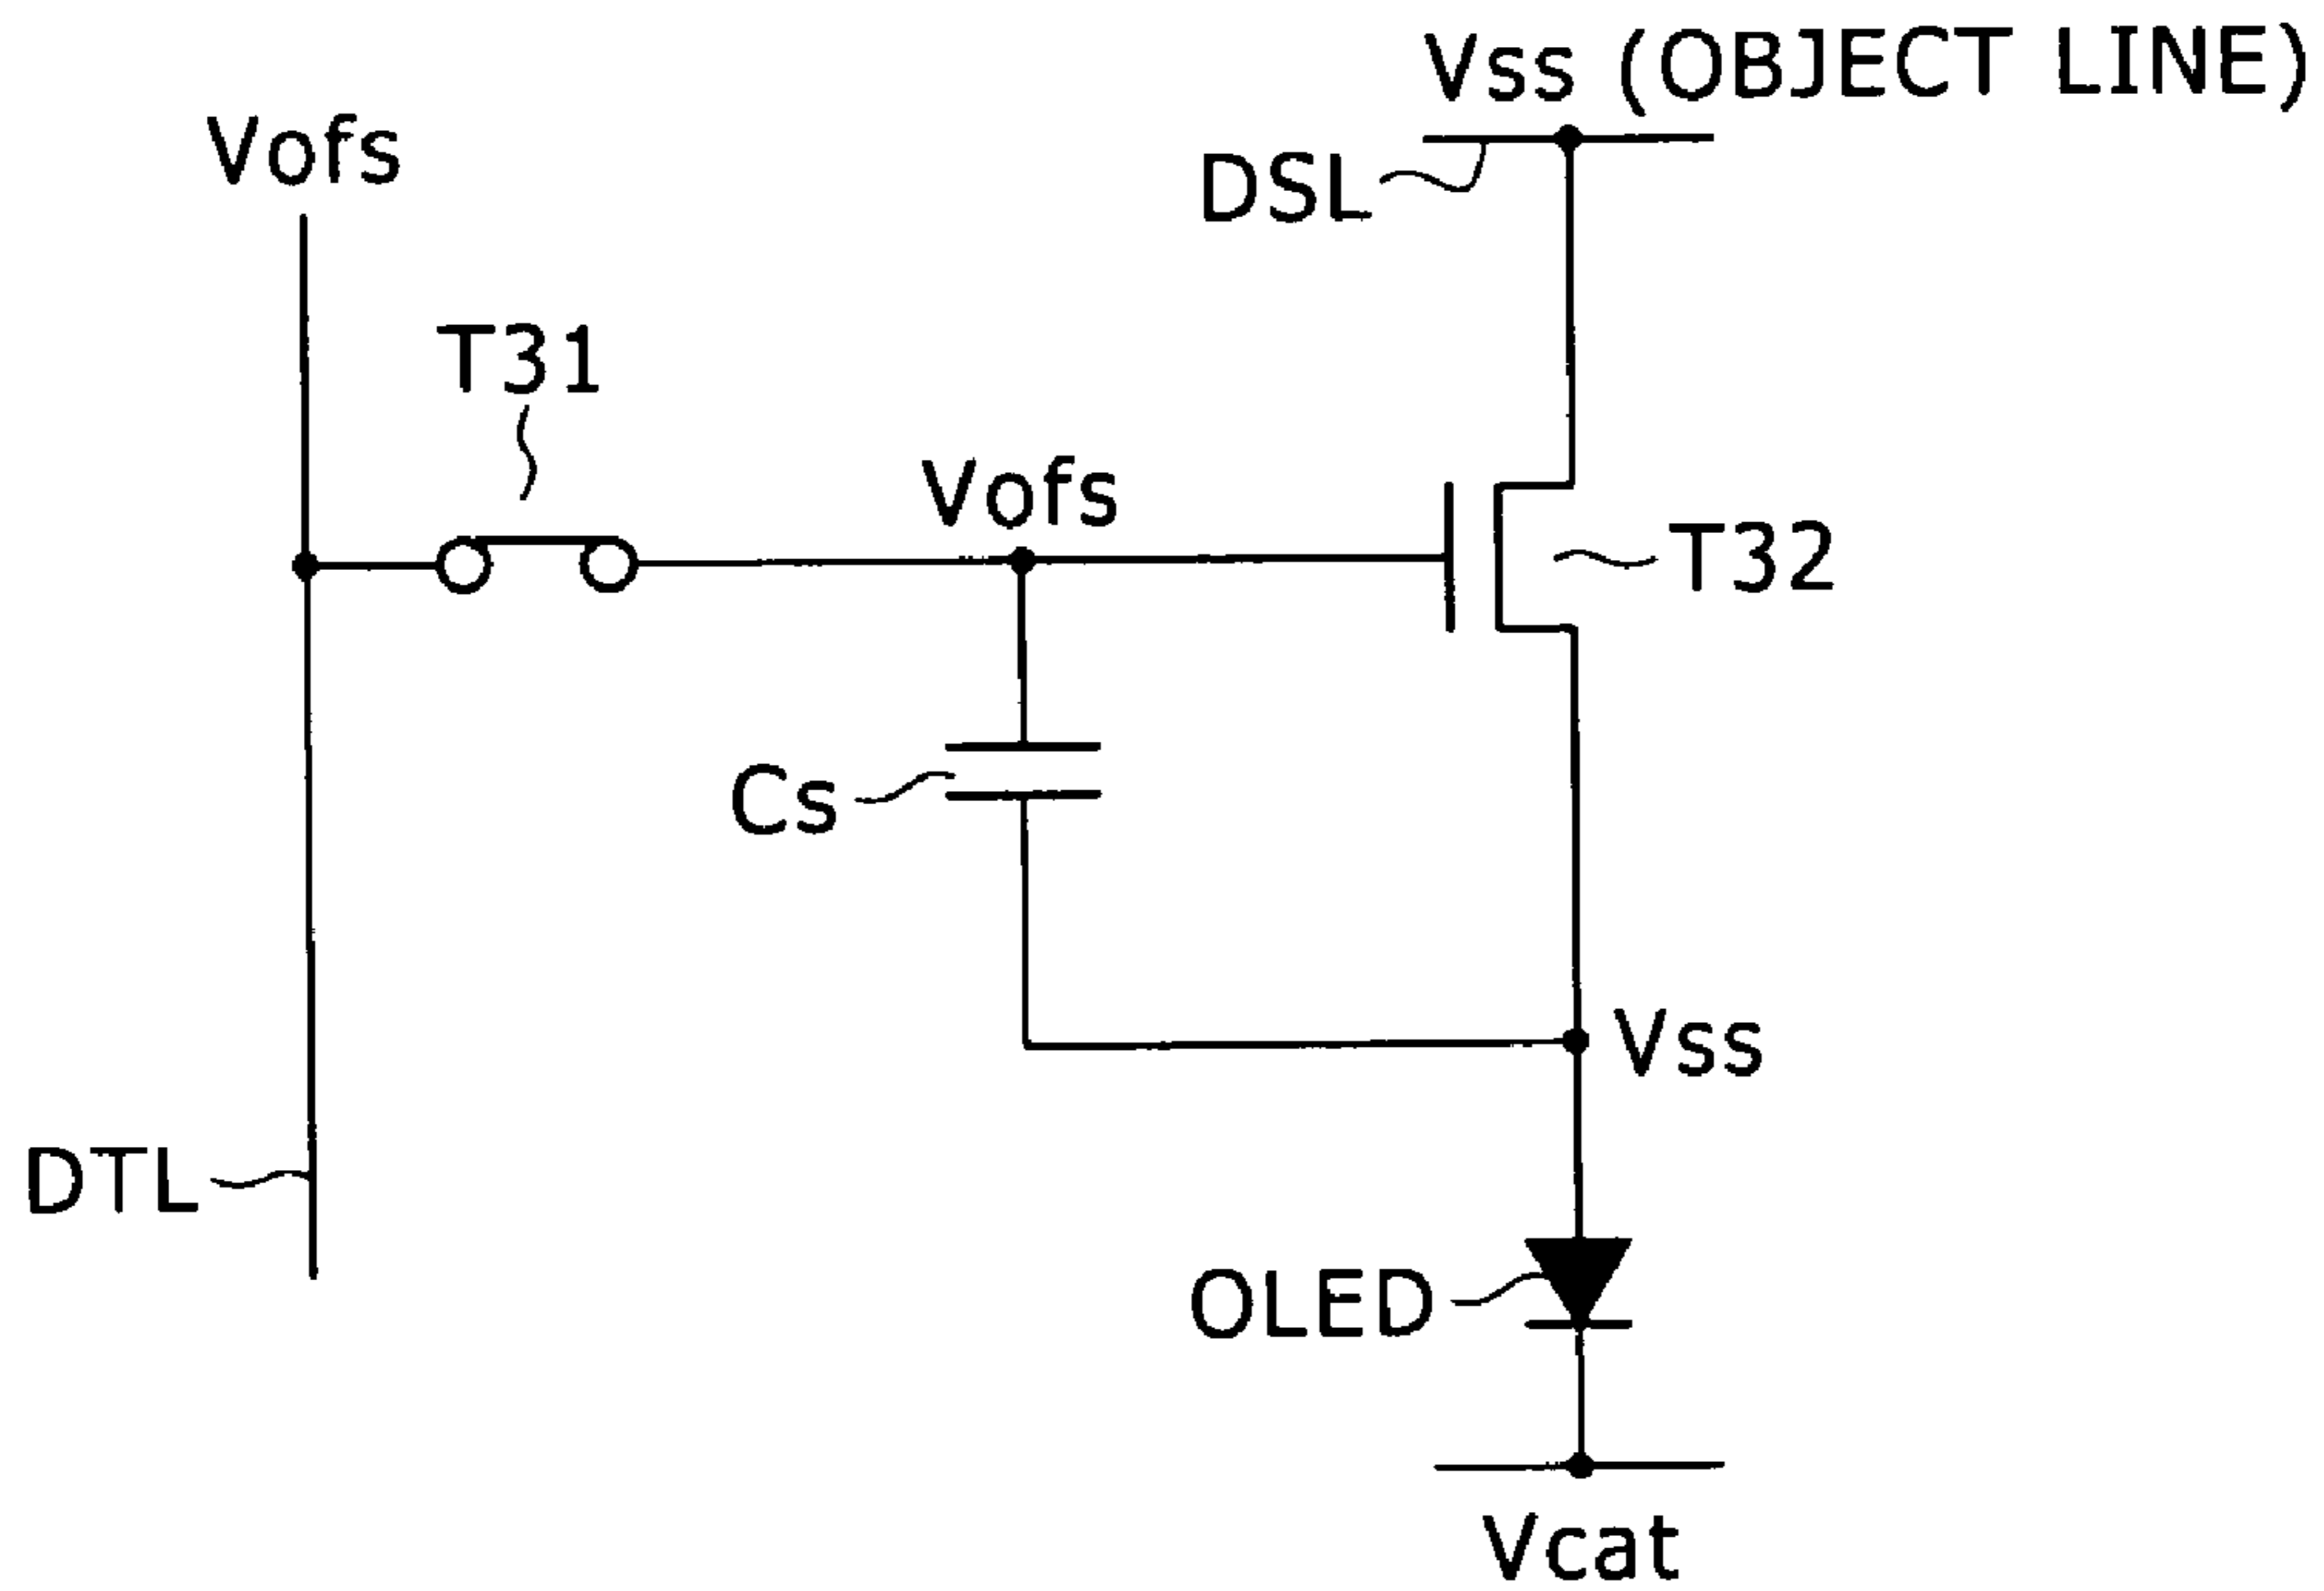 Vss (OBJECT LINE)
Vofs
DSL
T31
Vofs
T32
Cs
Vss
DTL
OLED
Vcat